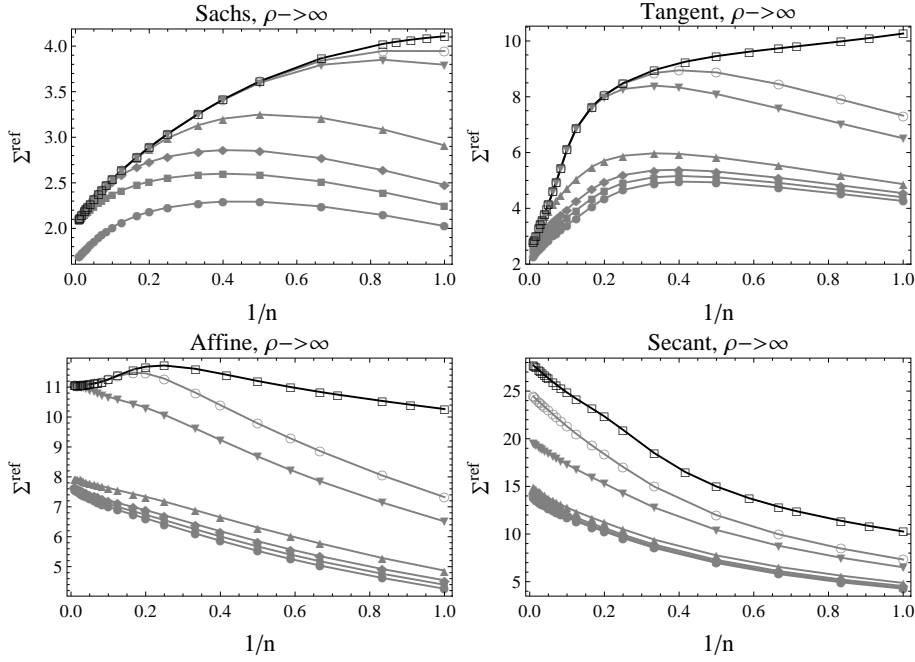 Sachs, ρ−>∞
Σref
4.0
3.5
3.0
2.5
2.0
0.0 0.2 0.4 0.6 0.8 1.0
1/n
Tangent, ρ−>∞
Σref
10
8
6
4
2
0.0 0.2 0.4 0.6 0.8 1.0
1/n
Affine, ρ−>∞
Σref
11
10
9
8
7
6
5
0.0 0.2 0.4 0.6 0.8 1.0
1/n
Secant, ρ−>∞
Σref
25
20
15
10
5
0.0 0.2 0.4 0.6 0.8 1.0
1/n